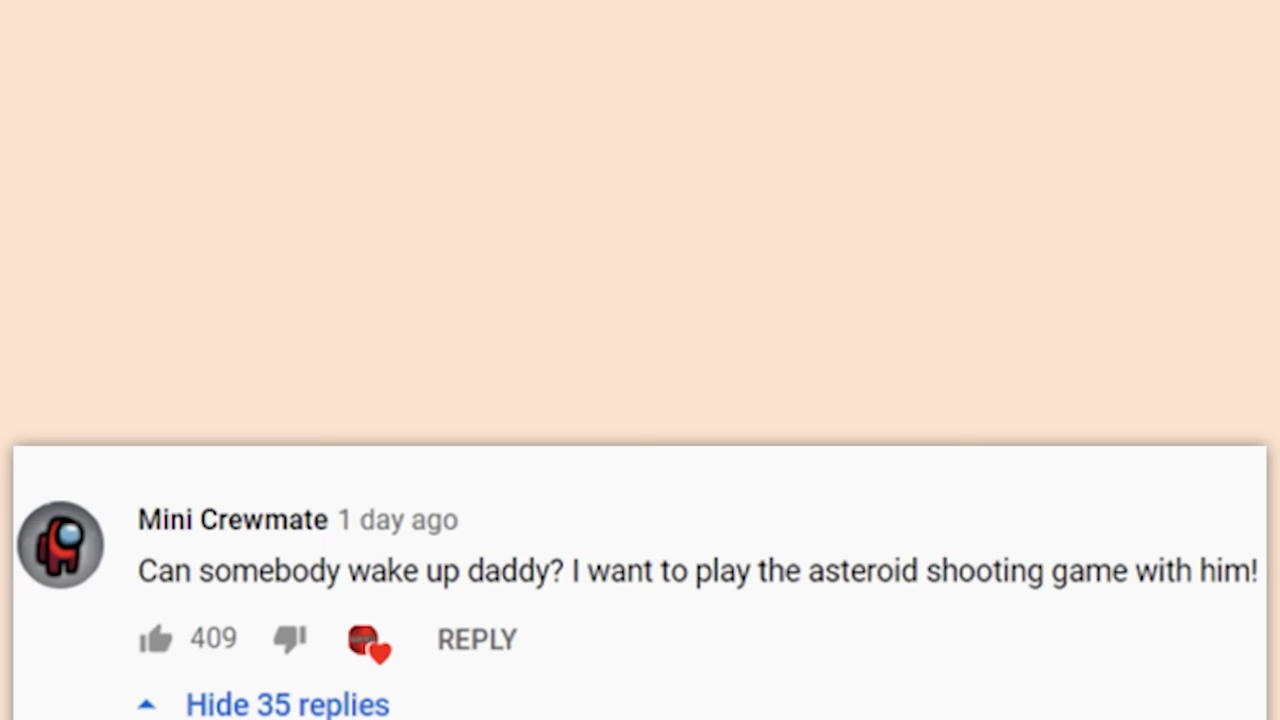 Mini Crewmate 1 day ago
Can somebody wake up daddy? I want to play the asteroid shooting game with him!
409 REPLY
Hide 35 replies